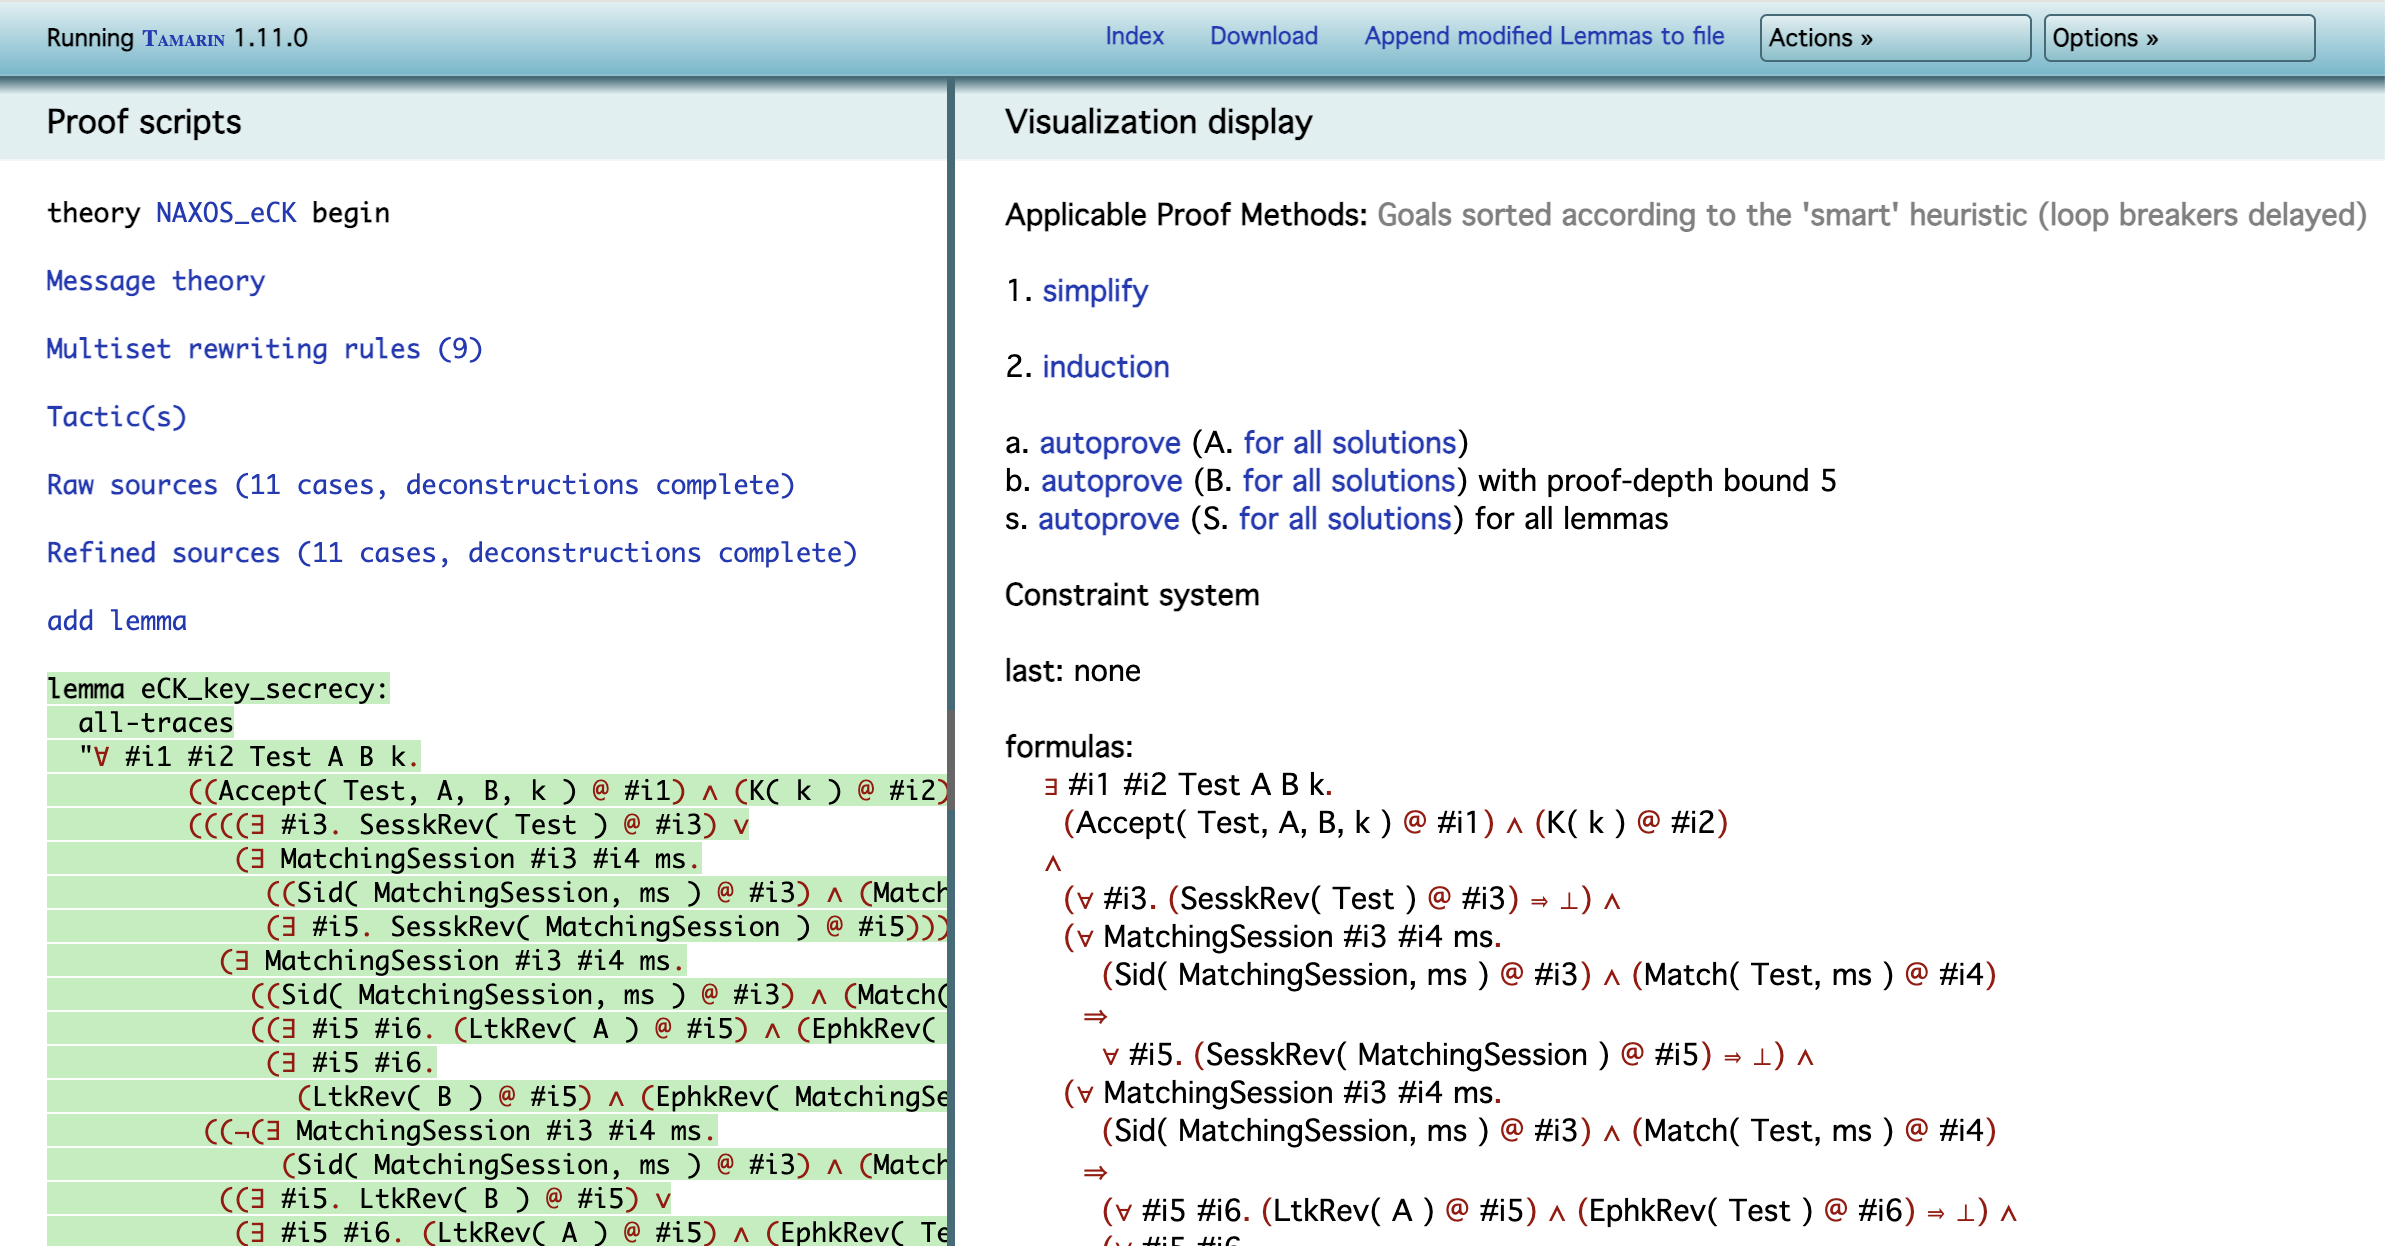 Running TAMARIN 1.11.0
Index Download Append modified Lemmas to file Actions » Options »
Proof scripts
theory NAXOS_eCK begin
Message theory
Multiset rewriting rules (9)
Tactic(s)
Raw sources (11 cases, deconstructions complete)
Refined sources (11 cases, deconstructions complete)
add lemma
lemma eCK_key_secrecy:
all-traces
"∀ #i1 #i2 Test A B k.
((Accept( Test, A, B, k ) @ #i1) ∧ (K( k ) @ #i2)
((((∃ #i3. SesskRev( Test ) @ #i3) ∨
(∃ MatchingSession #i3 #i4 ms.
((Sid( MatchingSession, ms ) @ #i3) ∧ (Match
(∃ #i5. SesskRev( MatchingSession ) @ #i5)))
(∃ MatchingSession #i3 #i4 ms.
((Sid( MatchingSession, ms ) @ #i3) ∧ (Match(
((∃ #i5 #i6. (LtkRev( A ) @ #i5) ∧ (EphkRev(
(∃ #i5 #i6.
(LtkRev( B ) @ #i5) ∧ (EphkRev( MatchingSe
((¬(∃ MatchingSession #i3 #i4 ms.
(Sid( MatchingSession, ms ) @ #i3) ∧ (Match
((∃ #i5. LtkRev( B ) @ #i5) ∨
(∃ #i5 #i6. (LtkRev( A ) @ #i5) ∧ (EphkRev( Te
Visualization display
Applicable Proof Methods: Goals sorted according to the 'smart' heuristic (loop breakers delayed)
1. simplify
2. induction
a. autoprove (A. for all solutions)
b. autoprove (B. for all solutions) with proof-depth bound 5
s. autoprove (S. for all solutions) for all lemmas
Constraint system
last: none
formulas:
∃ #i1 #i2 Test A B k.
(Accept( Test, A, B, k ) @ #i1) ∧ (K( k ) @ #i2)
∧
(∀ #i3. (SesskRev( Test ) @ #i3) ⇒ ⊥) ∧
(∀ MatchingSession #i3 #i4 ms.
(Sid( MatchingSession, ms ) @ #i3) ∧ (Match( Test, ms ) @ #i4)
⇒
∀ #i5. (SesskRev( MatchingSession ) @ #i5) ⇒ ⊥) ∧
(∀ MatchingSession #i3 #i4 ms.
(Sid( MatchingSession, ms ) @ #i3) ∧ (Match( Test, ms ) @ #i4)
⇒
(∀ #i5 #i6. (LtkRev( A ) @ #i5) ∧ (EphkRev( Test ) @ #i6) ⇒ ⊥) ∧
(∀ #i5 #i6.